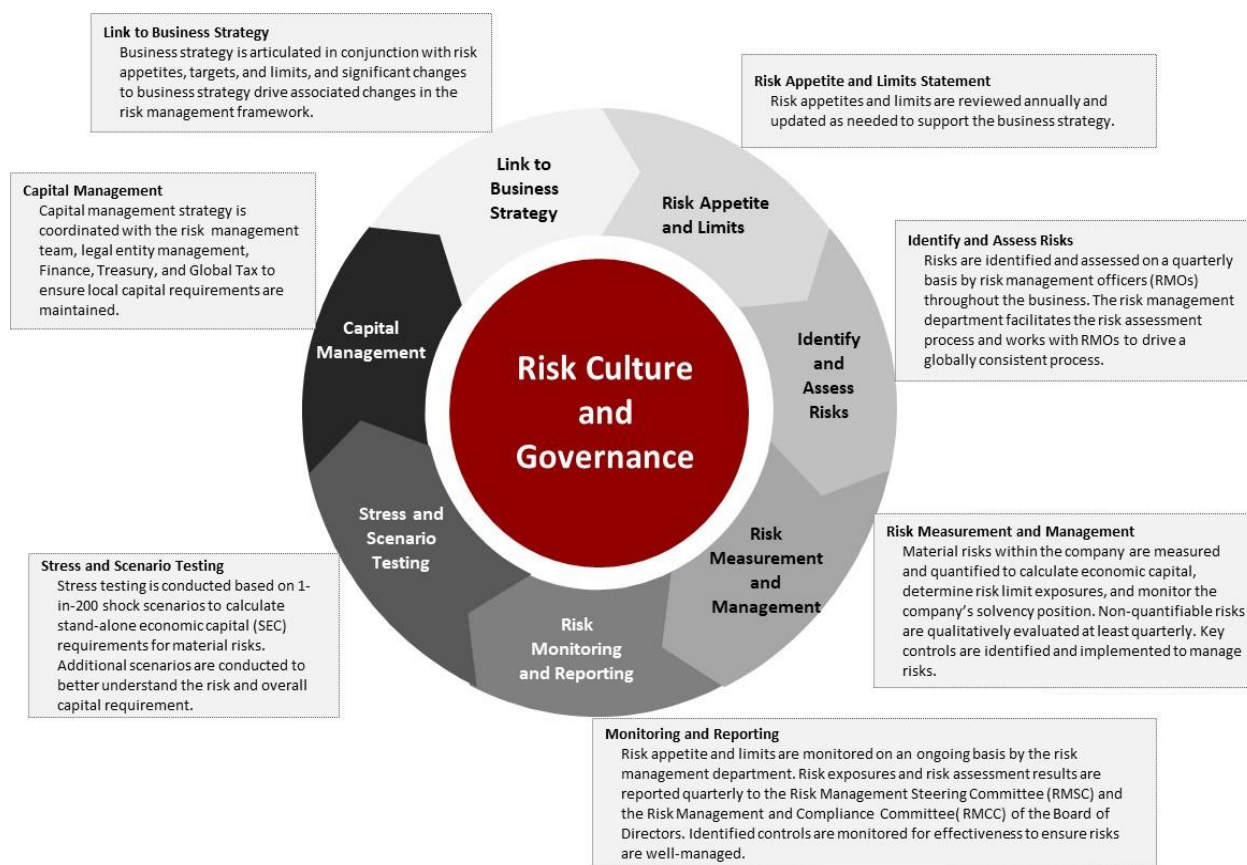 Link to Business Strategy
Business strategy is articulated in conjunction with risk
appetites, targets, and limits, and significant changes
to business strategy drive associated changes in the
risk management framework.
Risk Appetite and Limits Statement
Risk appetites and limits are reviewed annually and
updated as needed to support the business strategy.
Capital Management
Capital management strategy is
coordinated with the risk management
team, legal entity management,
Finance, Treasury, and Global Tax to
ensure local capital requirements are
maintained.
Identify and Assess Risks
Risks are identified and assessed on a quarterly
basis by risk management officers (RMOs)
throughout the business. The risk management
department facilitates the risk assessment
process and works with RMOs to drive a
globally consistent process.
Link to
Business
Strategy
Risk Appetite
and Limits
Identify
and
Assess
Risks
Risk
Measurement
and
Management
Risk
Monitoring
and Reporting
Stress and
Scenario
Testing
Capital
Management
Risk Culture
and
Governance
Risk Measurement and Management
Material risks within the company are measured
and quantified to calculate economic capital,
determine risk limit exposures, and monitor the
company's solvency position. Non-quantifiable risks
are qualitatively evaluated at least quarterly. Key
controls are identified and implemented to manage
risks.
Stress and Scenario Testing
Stress testing is conducted based on 1-
in-200 shock scenarios to calculate
stand-alone economic capital (SEC)
requirements for material risks.
Additional scenarios are conducted to
better understand the risk and overall
capital requirement.
Monitoring and Reporting
Risk appetite and limits are monitored on an ongoing basis by the risk
management department. Risk exposures and risk assessment results are
reported quarterly to the Risk Management Steering Committee (RMSC) and
the Risk Management and Compliance Committee( RMCC) of the Board of
Directors. Identified controls are monitored for effectiveness to ensure risks
are well-managed.